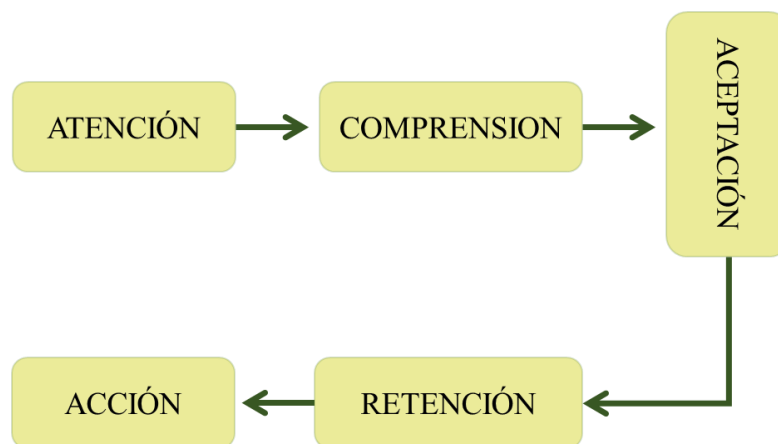 ATENCIÓN
COMPRENSION
ACEPTACIÓN
RETENCIÓN
ACCIÓN